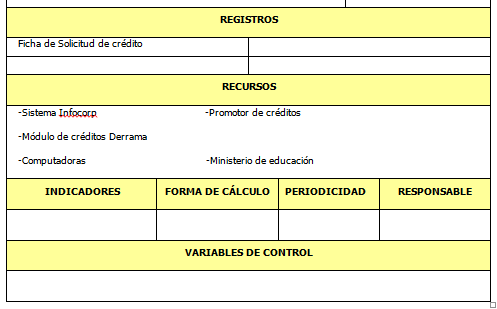 REGISTROS
Ficha de Solicitud de crédito
RECURSOS
-Sistema Infocorp -Promotor de créditos
-Módulo de créditos Derrama
-Computadoras -Ministerio de educación
INDICADORES FORMA DE CÁLCULO PERIODICIDAD RESPONSABLE
VARIABLES DE CONTROL